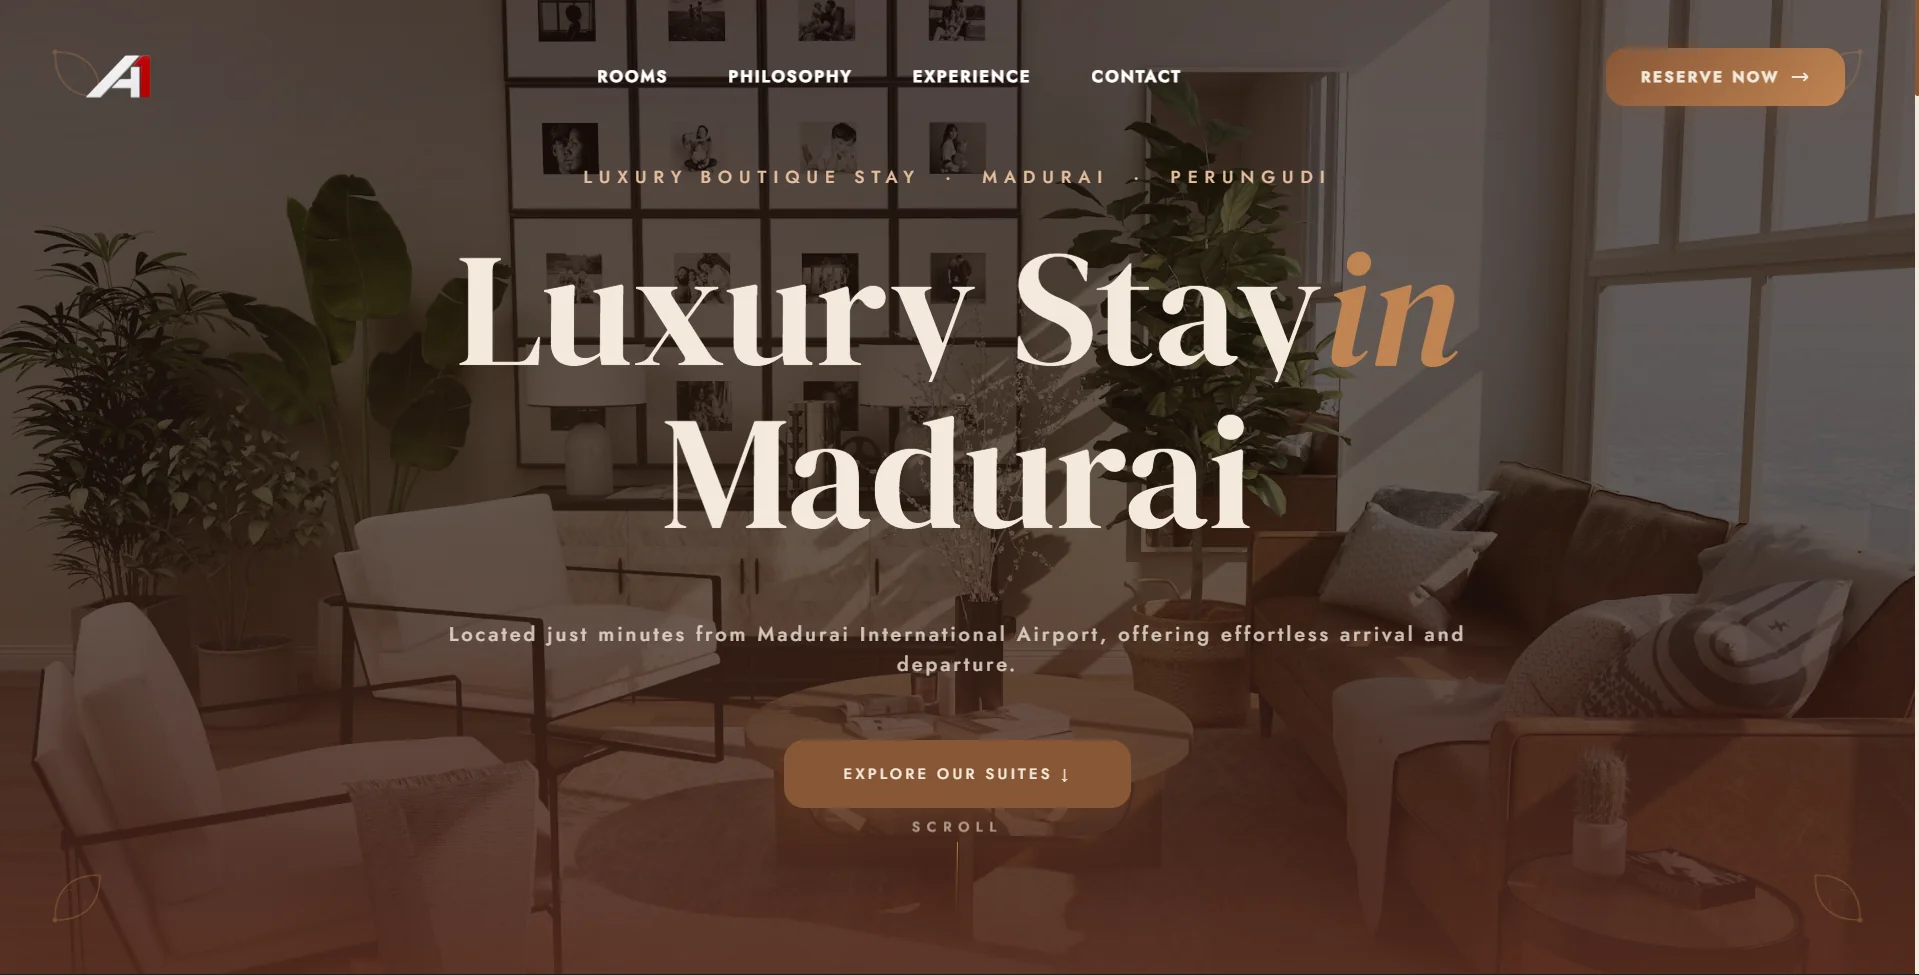 A1
ROOMS PHILOSOPHY EXPERIENCE CONTACT
RESERVE NOW →
LUXURY BOUTIQUE STAY · MADURAI · PERUNGUDI
Luxury Stay in
Madurai
Located just minutes from Madurai International Airport, offering effortless arrival and
departure.
EXPLORE OUR SUITES ↓
SCROLL